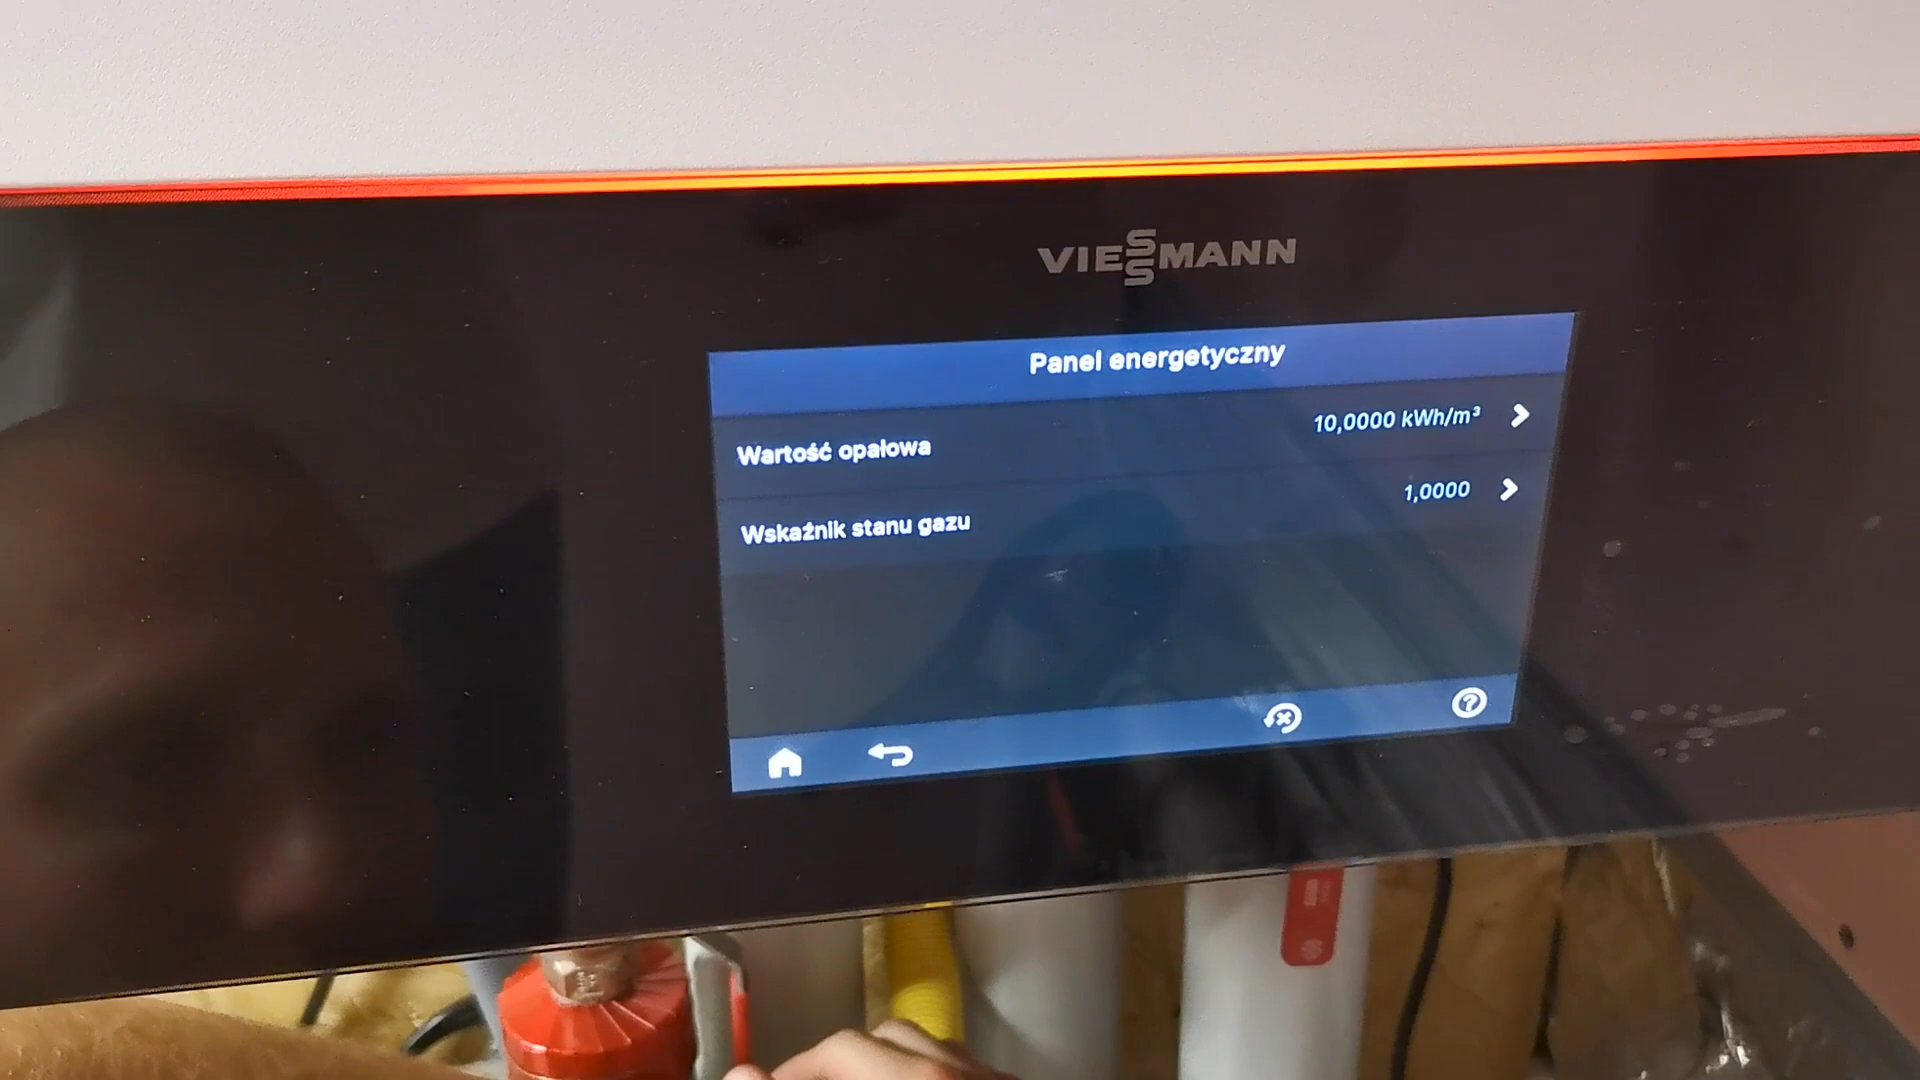 VIESSMANN
Panel energetyczny
Wartość opałowa 10,0000 kWh/m³
Wskaźnik stanu gazu 1,0000